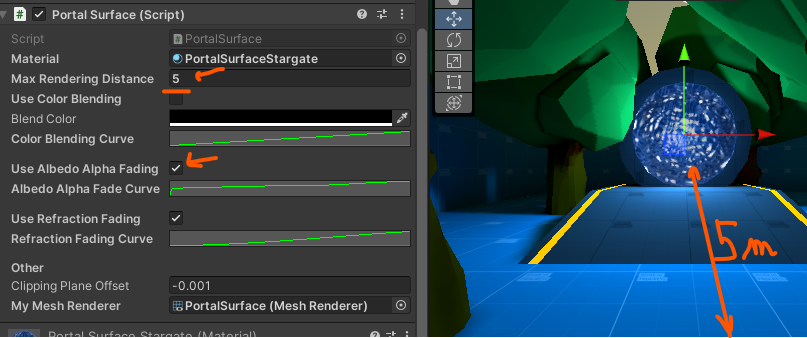 Portal Surface (Script)
Script PortalSurface
Material PortalSurfaceStargate
Max Rendering Distance 5
Use Color Blending
Blend Color
Color Blending Curve
Use Albedo Alpha Fading
Albedo Alpha Fade Curve
Use Refraction Fading
Refraction Fading Curve
Other
Clipping Plane Offset -0.001
My Mesh Renderer PortalSurface (Mesh Renderer)
Portal Surface Stargate (Material)
5m